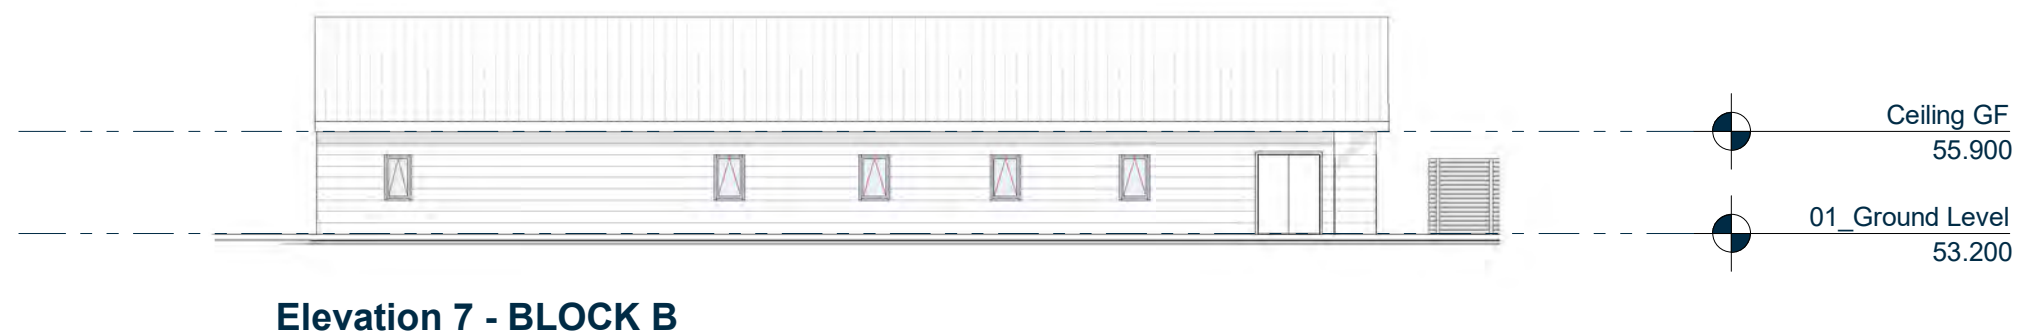 Ceiling GF
55.900
01_Ground Level
53.200
Elevation 7 - BLOCK B